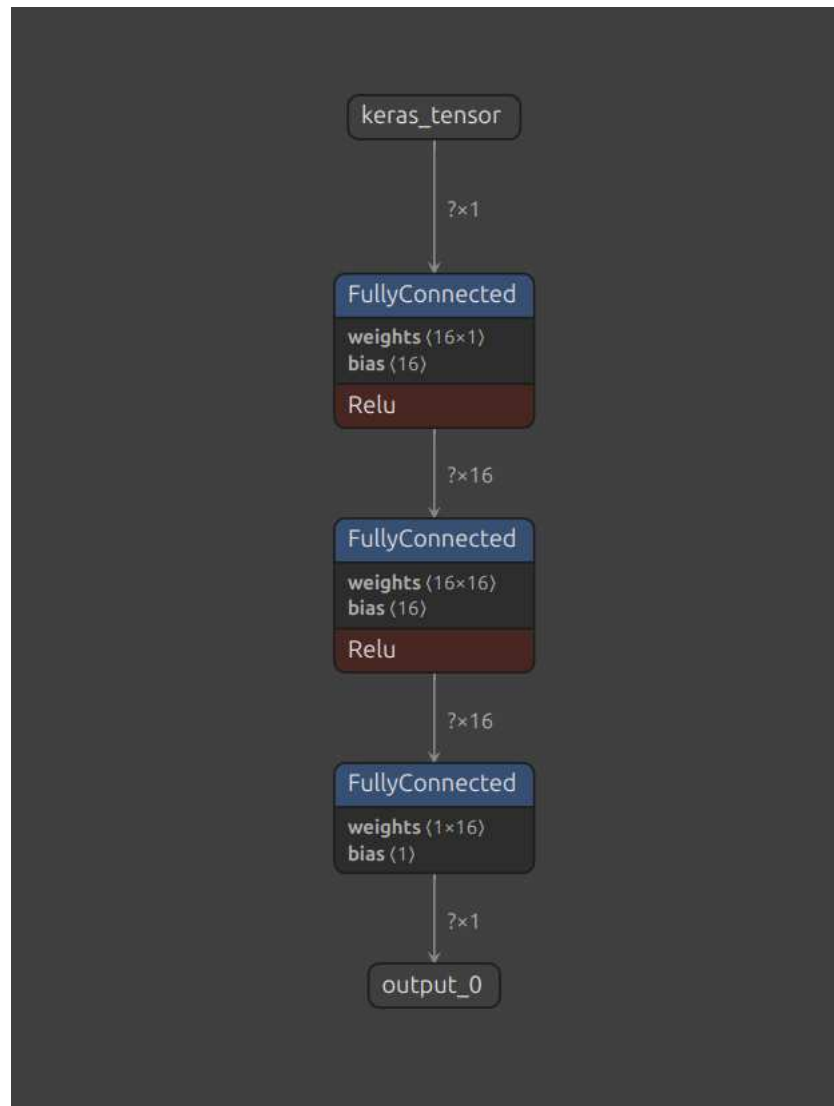 keras_tensor
?×1
FullyConnected
weights ⟨16×1⟩
bias ⟨16⟩
Relu
?×16
FullyConnected
weights ⟨16×16⟩
bias ⟨16⟩
Relu
?×16
FullyConnected
weights ⟨1×16⟩
bias ⟨1⟩
?×1
output_0